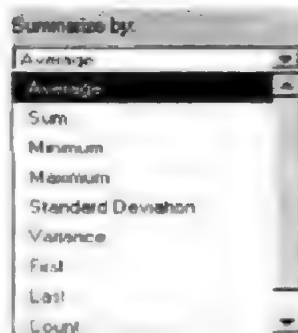 Summarize by:
Average
Average
Sum
Minimum
Maximum
Standard Deviation
Variance
First
Last
Count